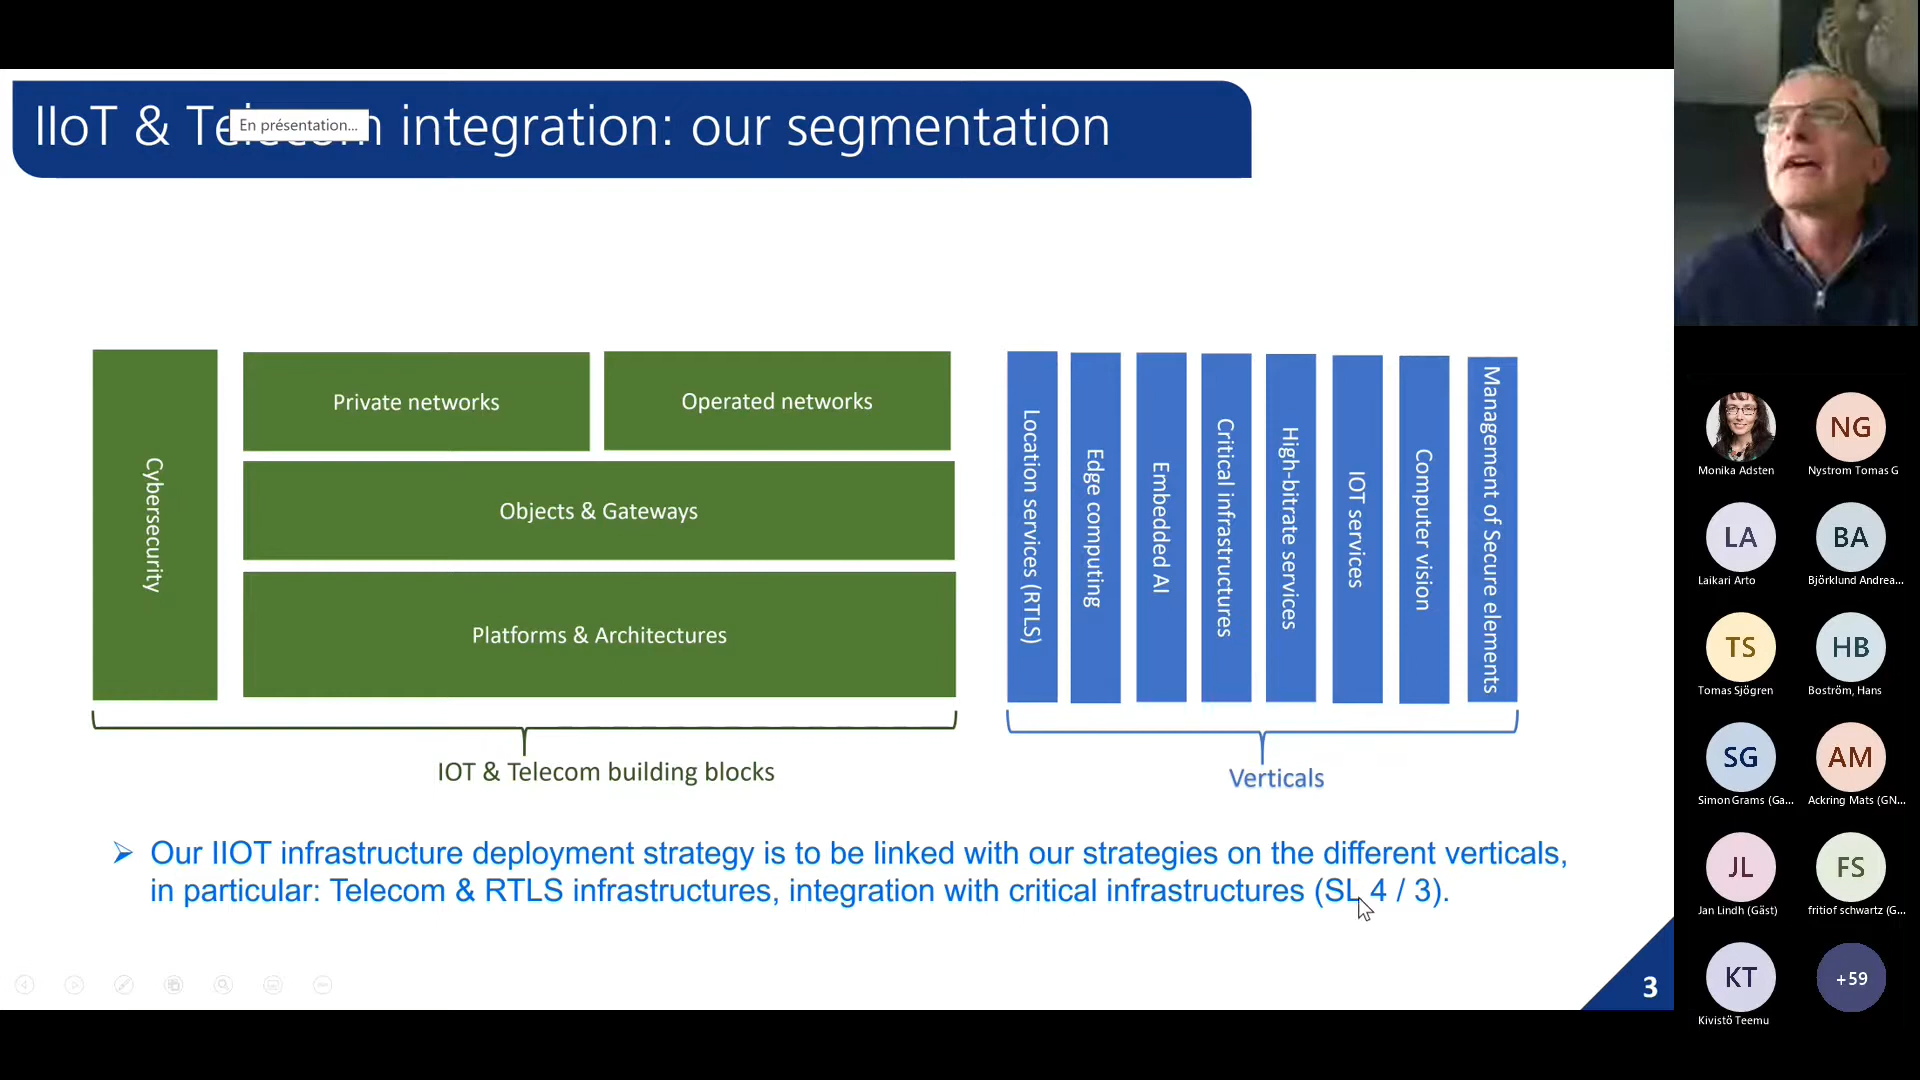 IIoT & Telecom integration: our segmentation
En présentation...
Cybersecurity
Private networks
Operated networks
Objects & Gateways
Platforms & Architectures
IOT & Telecom building blocks
Location services (RTLS)
Edge computing
Embedded AI
Critical infrastructures
High-bitrate services
IOT services
Computer vision
Management of Secure elements
Verticals
Our IIOT infrastructure deployment strategy is to be linked with our strategies on the different verticals,
in particular: Telecom & RTLS infrastructures, integration with critical infrastructures (SL 4 / 3).
3
Monika Adsten
NG
Nystrom Tomas G
LA
Laikari Arto
BA
Björklund Andrea...
TS
Tomas Sjögren
HB
Boström, Hans
SG
Simon Grams (Ga...
AM
Ackring Mats (GN...
JL
Jan Lindh (Gäst)
FS
fritiof schwartz (G...
KT
Kivistö Teemu
+59